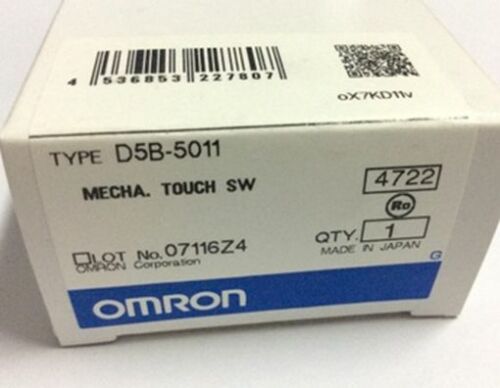 4 536853 227807
oX7KD11v
TYPE D5B-5011
MECHA. TOUCH SW
4722
Ro
LOT No. 07116Z4
QTY. 1
OMRON Corporation
MADE IN JAPAN
G
OMRON